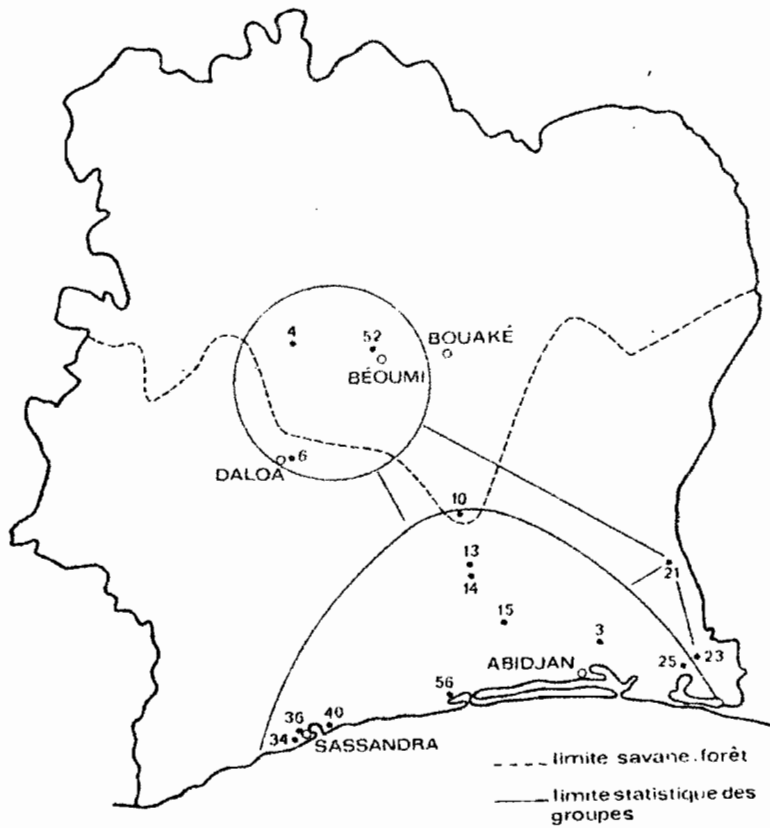 4
52
BOUAKÉ
BÉOUMI
6
DALOA
10
13
14
21
15
3
ABIDJAN
25
23
56
36
40
34
SASSANDRA
limite savane.forêt
limite statistique des
groupes